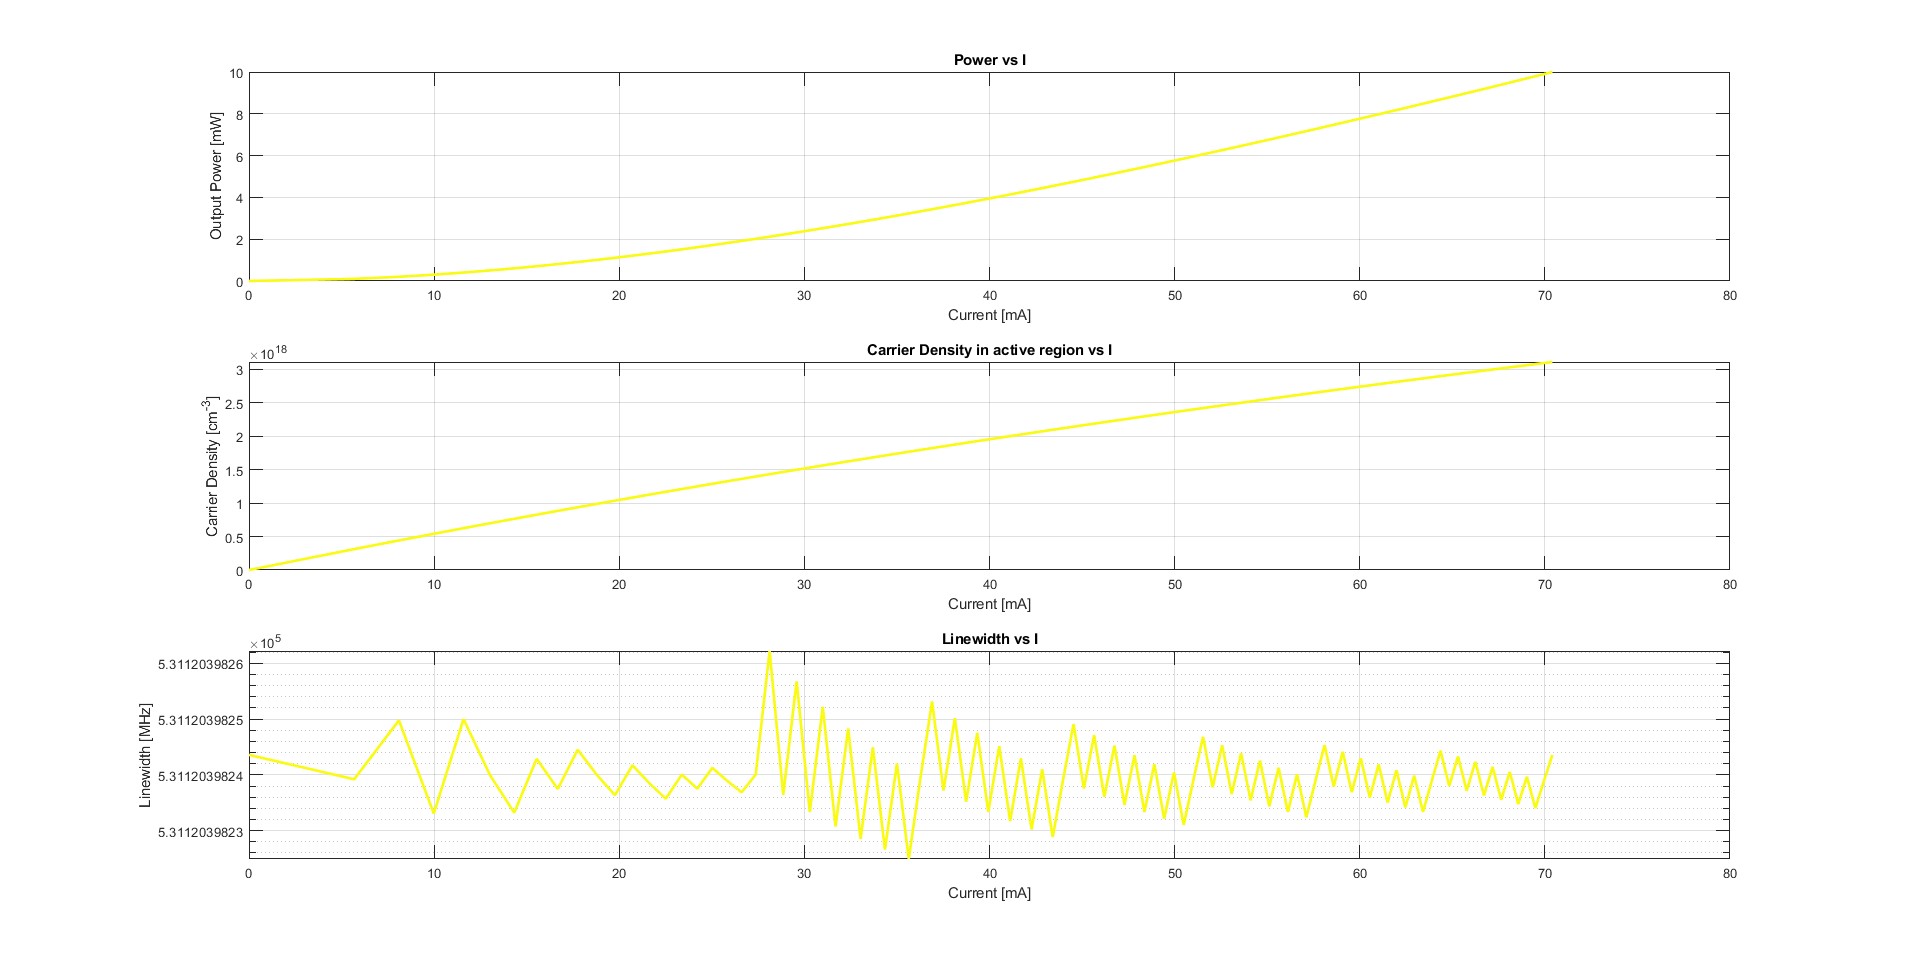 Power vs I
10
8
6
4
2
0
Output Power [mW]
0 10 20 30 40 50 60 70 80
Current [mA]
Carrier Density in active region vs I
×10^18
3
2.5
2
1.5
1
0.5
0
Carrier Density [cm^-3]
0 10 20 30 40 50 60 70 80
Current [mA]
Linewidth vs I
×10^5
5.3112039826
5.3112039825
5.3112039824
5.3112039823
Linewidth [MHz]
0 10 20 30 40 50 60 70 80
Current [mA]